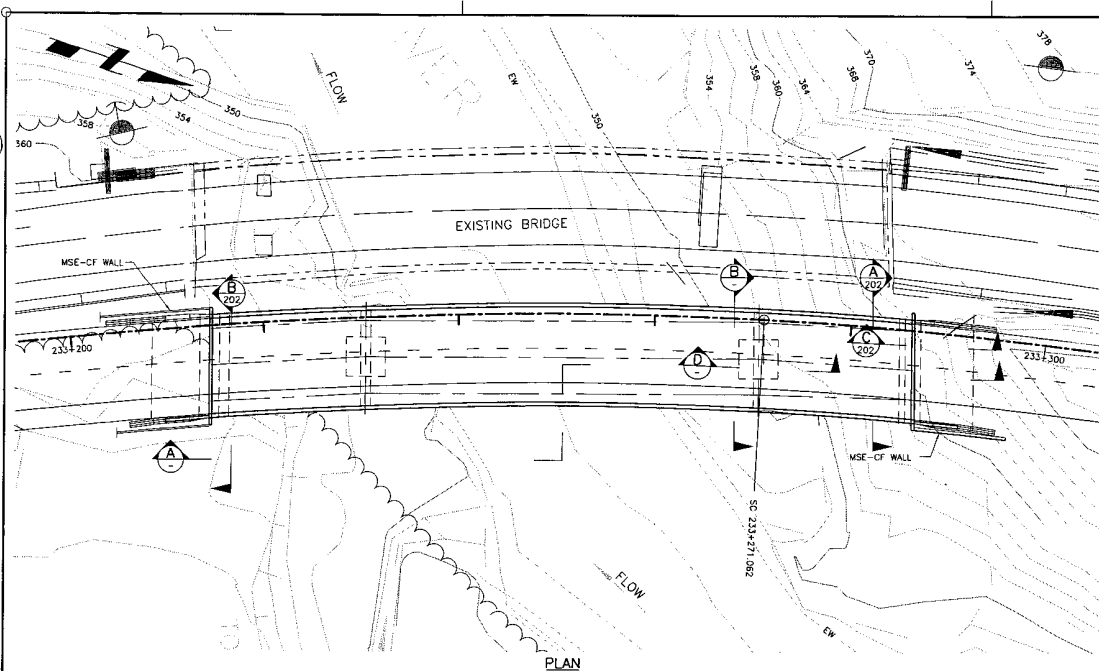 378
370
374
368
364
360
358
354
350
EW
FLOW
VER
350
354
358
360
EXISTING BRIDGE
MSE-CF WALL
B
202
B
-
A
202
C
202
D
-
233+200
233+300
A
-
MSE-CF WALL
SC 233+271.062
FLOW
EW
PLAN